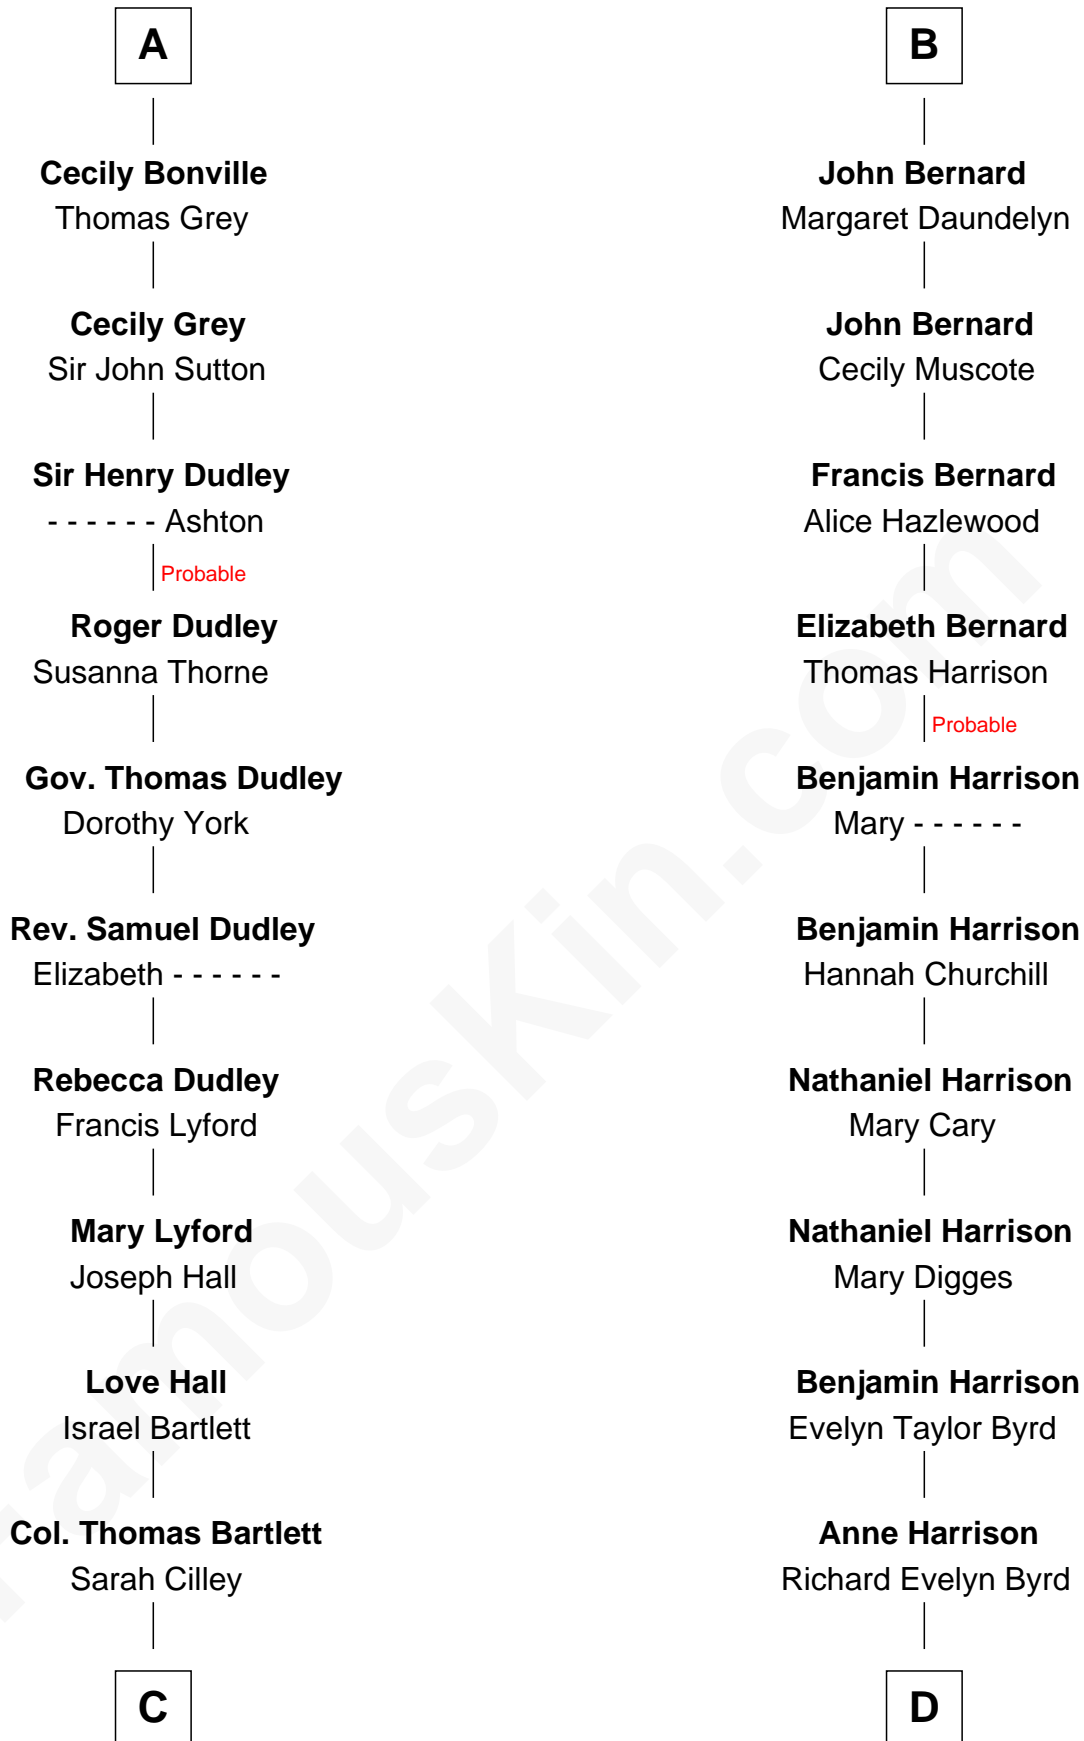 A
Cecily Bonville
Thomas Grey
Cecily Grey
Sir John Sutton
Sir Henry Dudley
- - - - - - Ashton
Probable
Roger Dudley
Susanna Thorne
Gov. Thomas Dudley
Dorothy York
Rev. Samuel Dudley
Elizabeth - - - - - -
Rebecca Dudley
Francis Lyford
Mary Lyford
Joseph Hall
Love Hall
Israel Bartlett
Col. Thomas Bartlett
Sarah Cilley
C
B
John Bernard
Margaret Daundelyn
John Bernard
Cecily Muscote
Francis Bernard
Alice Hazlewood
Elizabeth Bernard
Thomas Harrison
Probable
Benjamin Harrison
Mary - - - - - -
Benjamin Harrison
Hannah Churchill
Nathaniel Harrison
Mary Cary
Nathaniel Harrison
Mary Digges
Benjamin Harrison
Evelyn Taylor Byrd
Anne Harrison
Richard Evelyn Byrd
D
FamousKin.com